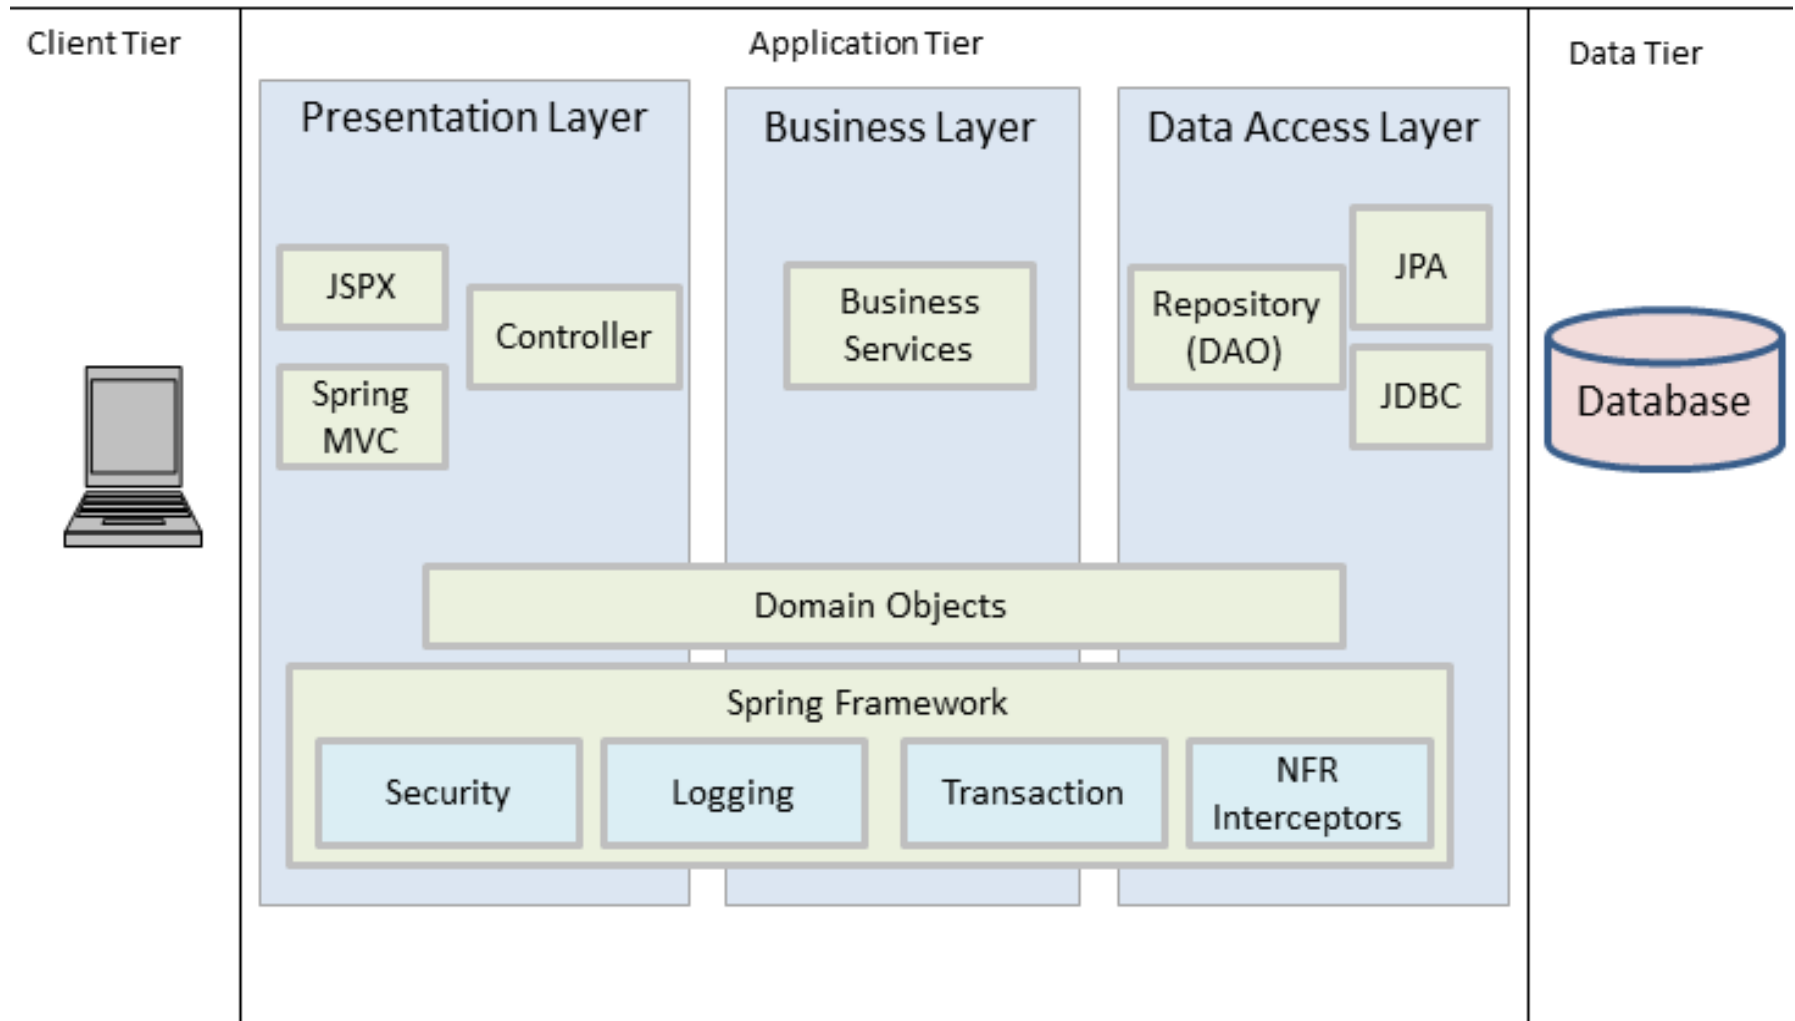 Client Tier
Application Tier
Data Tier
Presentation Layer
Business Layer
Data Access Layer
JSPX
Controller
Spring
MVC
Business
Services
Repository
(DAO)
JPA
JDBC
Database
Domain Objects
Spring Framework
Security
Logging
Transaction
NFR
Interceptors